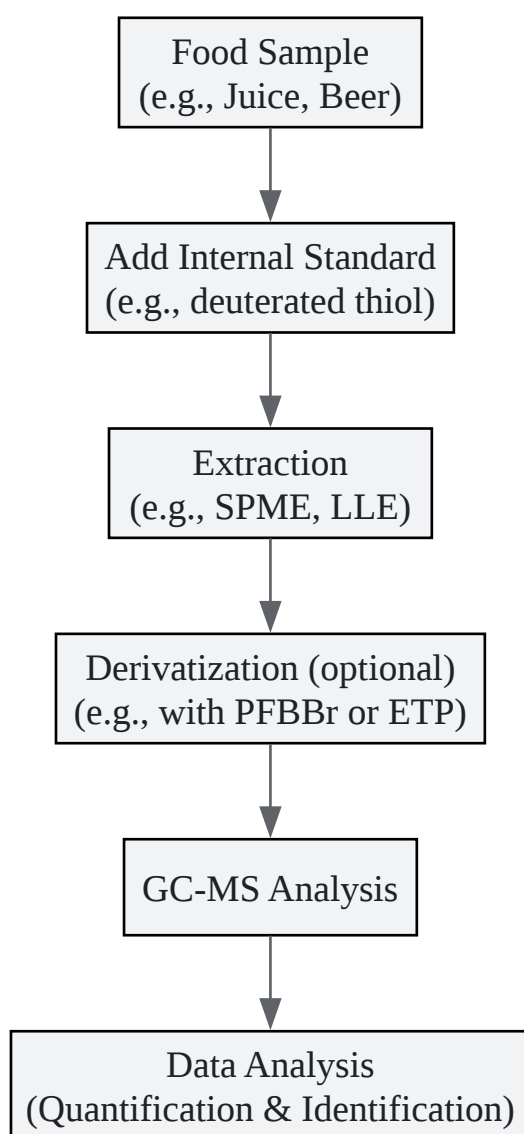 Food Sample
(e.g., Juice, Beer)
Add Internal Standard
(e.g., deuterated thiol)
Extraction
(e.g., SPME, LLE)
Derivatization (optional)
(e.g., with PFBBr or ETP)
GC-MS Analysis
Data Analysis
(Quantification & Identification)